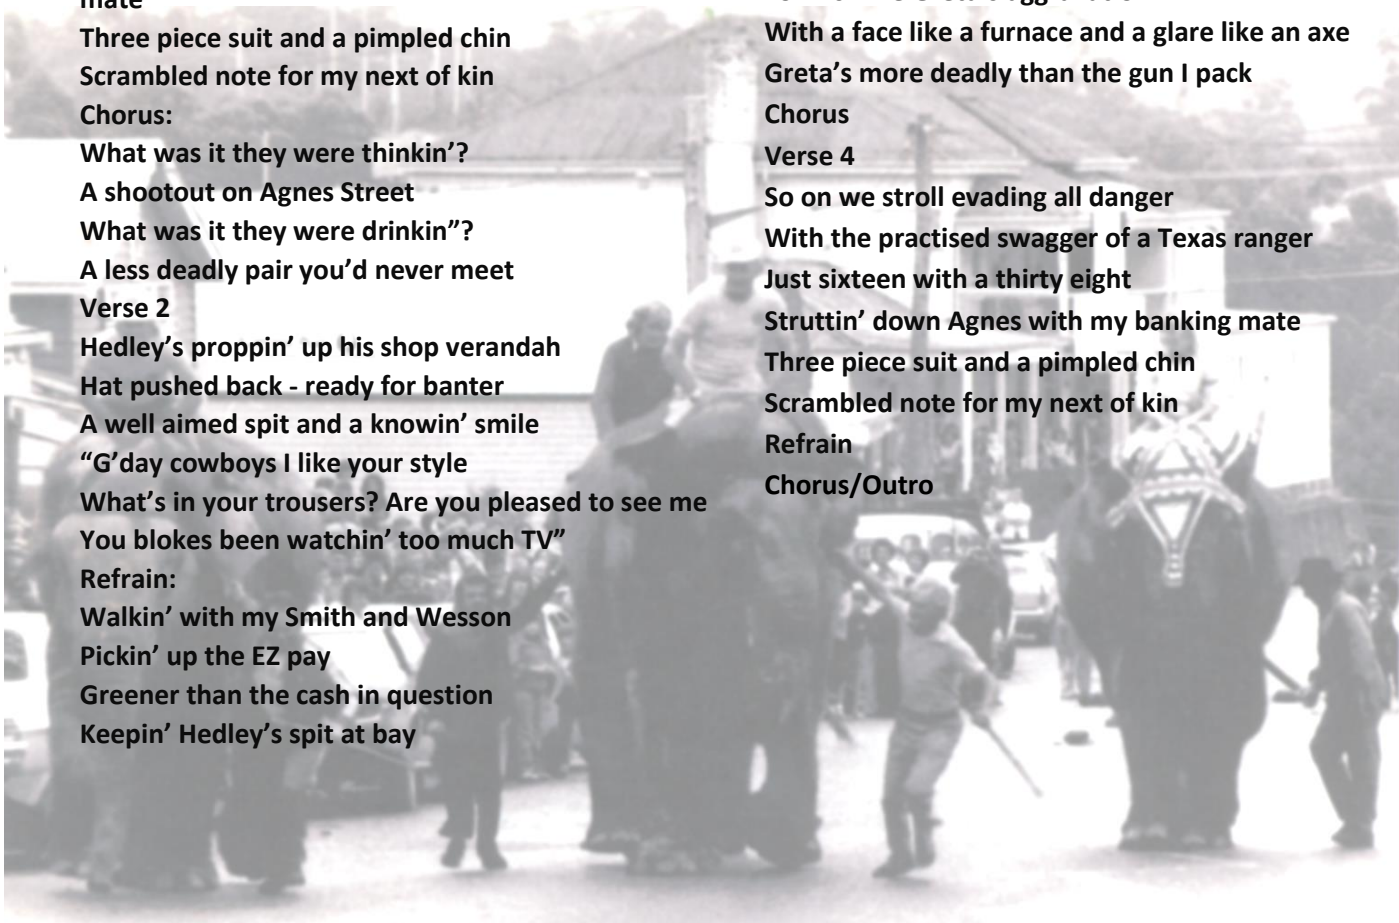 mate
Three piece suit and a pimpled chin
Scrambled note for my next of kin
Chorus:
What was it they were thinkin’?
A shootout on Agnes Street
What was it they were drinkin”?
A less deadly pair you’d never meet
Verse 2
Hedley’s proppin’ up his shop verandah
Hat pushed back - ready for banter
A well aimed spit and a knowin’ smile
“G’day cowboys I like your style
What’s in your trousers? Are you pleased to see me
You blokes been watchin’ too much TV”
Refrain:
Walkin’ with my Smith and Wesson
Pickin’ up the EZ pay
Greener than the cash in question
Keepin’ Hedley’s spit at bay
With a face like a furnace and a glare like an axe
Greta’s more deadly than the gun I pack
Chorus
Verse 4
So on we stroll evading all danger
With the practised swagger of a Texas ranger
Just sixteen with a thirty eight
Struttin’ down Agnes with my banking mate
Three piece suit and a pimpled chin
Scrambled note for my next of kin
Refrain
Chorus/Outro